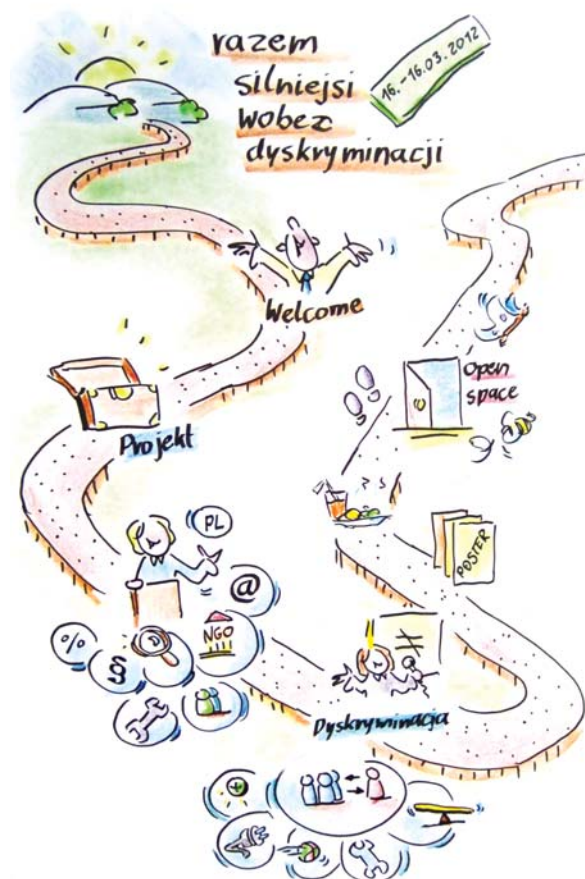 razem
silniejsi
wobec
dyskryminacji
16.-16.03.2012
Welcome
Open
space
Projekt
PL
@
POSTER
%
§
D
NGO
Dyskryminacja